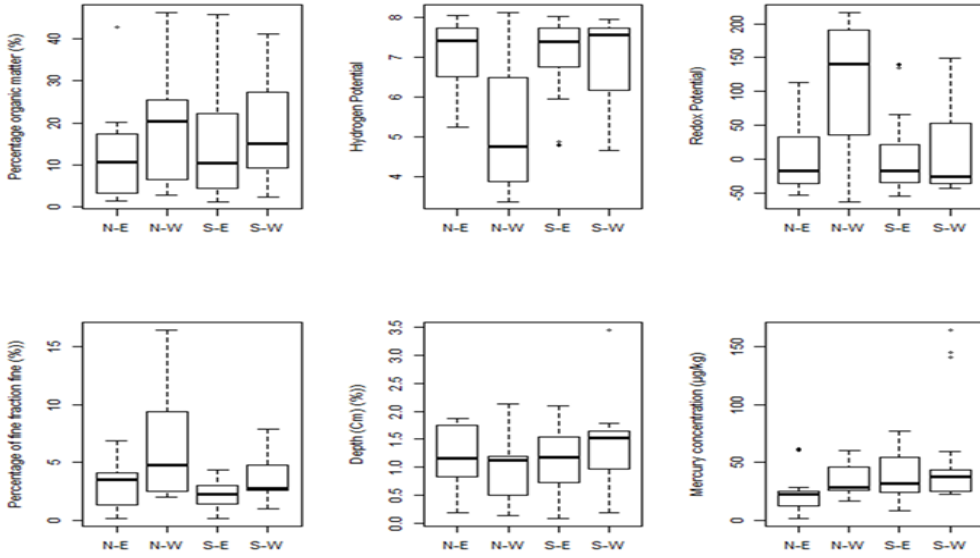 Percentage organic matter (%)
0 10 20 30 40
N-E N-W S-E S-W
Hydrogen Potential
4 5 6 7 8
N-E N-W S-E S-W
Redox Potential)
-50 0 50 100 150 200
N-E N-W S-E S-W
Percentage of fine fraction fine (%))
0 5 10 15
N-E N-W S-E S-W
Depth (Cm) (%))
0.0 0.5 1.0 1.5 2.0 2.5 3.0 3.5
N-E N-W S-E S-W
Mercury concentration (µg/kg)
0 50 100 150
N-E N-W S-E S-W